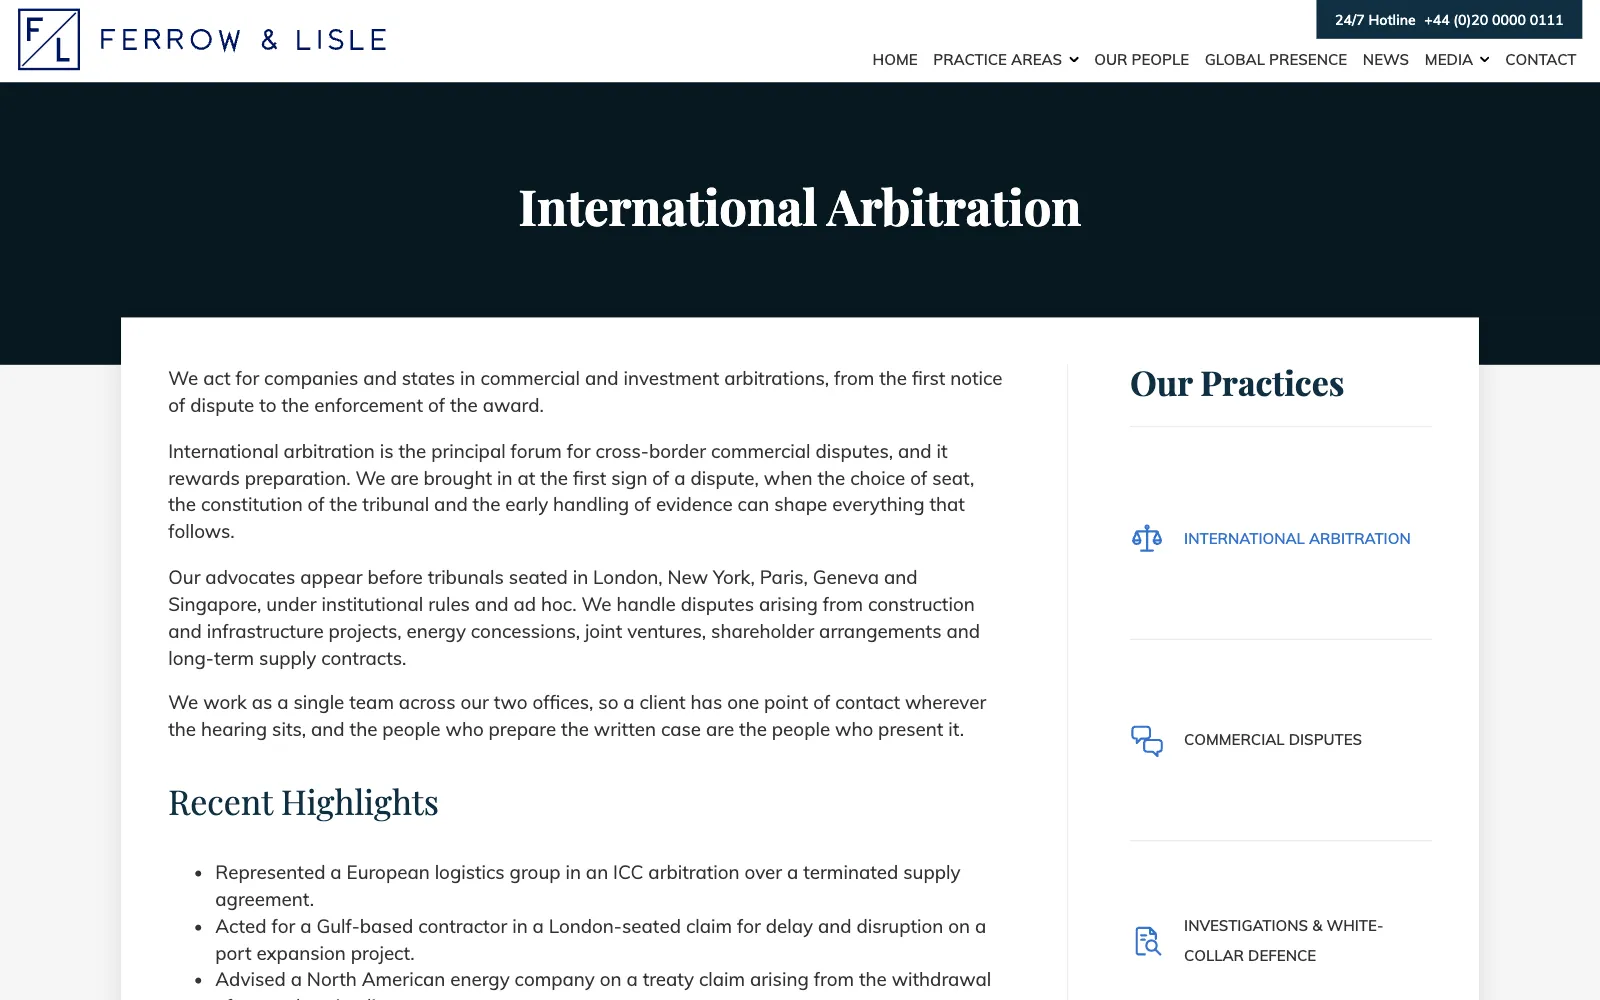 F L FERROW & LISLE
24/7 Hotline +44 (0)20 0000 0111
HOME PRACTICE AREAS OUR PEOPLE GLOBAL PRESENCE NEWS MEDIA CONTACT
International Arbitration
We act for companies and states in commercial and investment arbitrations, from the first notice
of dispute to the enforcement of the award.
International arbitration is the principal forum for cross-border commercial disputes, and it
rewards preparation. We are brought in at the first sign of a dispute, when the choice of seat,
the constitution of the tribunal and the early handling of evidence can shape everything that
follows.
Our advocates appear before tribunals seated in London, New York, Paris, Geneva and
Singapore, under institutional rules and ad hoc. We handle disputes arising from construction
and infrastructure projects, energy concessions, joint ventures, shareholder arrangements and
long-term supply contracts.
We work as a single team across our two offices, so a client has one point of contact wherever
the hearing sits, and the people who prepare the written case are the people who present it.
Recent Highlights
• Represented a European logistics group in an ICC arbitration over a terminated supply
agreement.
• Acted for a Gulf-based contractor in a London-seated claim for delay and disruption on a
port expansion project.
• Advised a North American energy company on a treaty claim arising from the withdrawal
Our Practices
INTERNATIONAL ARBITRATION
COMMERCIAL DISPUTES
INVESTIGATIONS & WHITE-
COLLAR DEFENCE